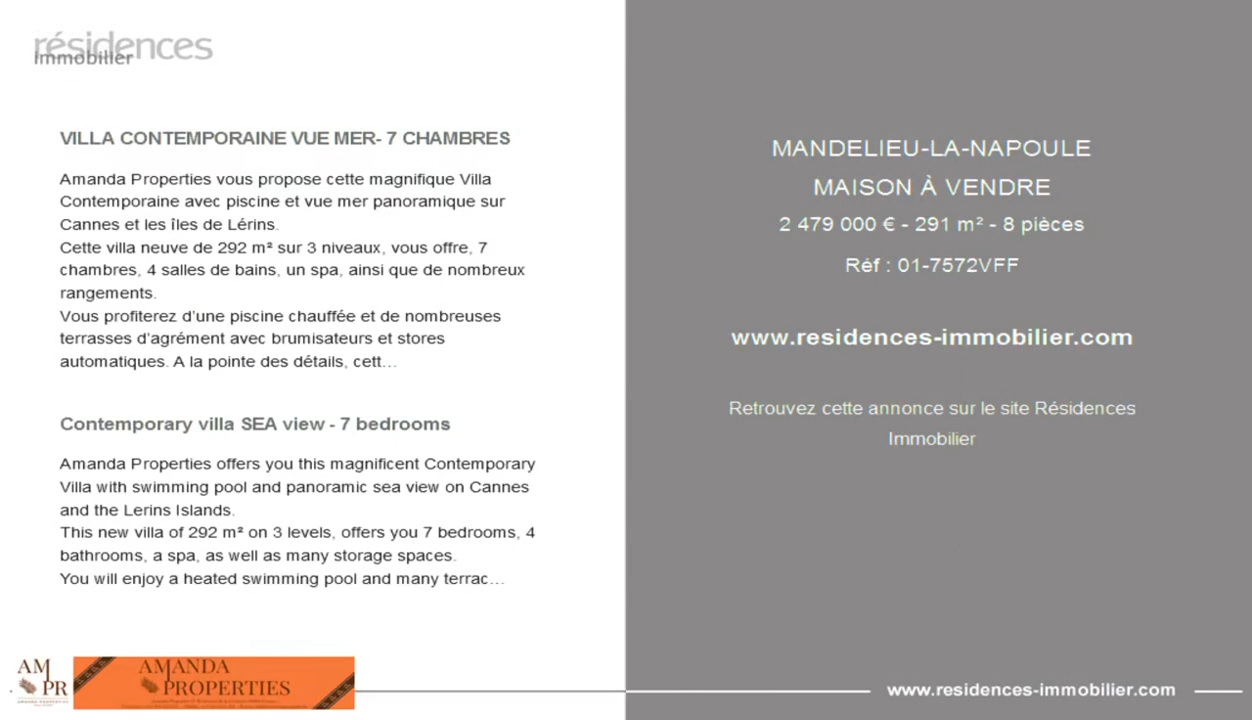 résidences
immobilier
VILLA CONTEMPORAINE VUE MER- 7 CHAMBRES
Amanda Properties vous propose cette magnifique Villa
Contemporaine avec piscine et vue mer panoramique sur
Cannes et les îles de Lérins.
Cette villa neuve de 292 m² sur 3 niveaux, vous offre, 7
chambres, 4 salles de bains, un spa, ainsi que de nombreux
rangements.
Vous profiterez d’une piscine chauffée et de nombreuses
terrasses d’agrément avec brumisateurs et stores
automatiques. A la pointe des détails, cett…
Contemporary villa SEA view - 7 bedrooms
Amanda Properties offers you this magnificent Contemporary
Villa with swimming pool and panoramic sea view on Cannes
and the Lerins Islands.
This new villa of 292 m² on 3 levels, offers you 7 bedrooms, 4
bathrooms, a spa, as well as many storage spaces.
You will enjoy a heated swimming pool and many terrac…
AM
PR
AMANDA
PROPERTIES
MANDELIEU-LA-NAPOULE
MAISON À VENDRE
2 479 000 € - 291 m² - 8 pièces
Réf : 01-7572VFF
www.residences-immobilier.com
Retrouvez cette annonce sur le site Résidences
Immobilier
www.residences-immobilier.com